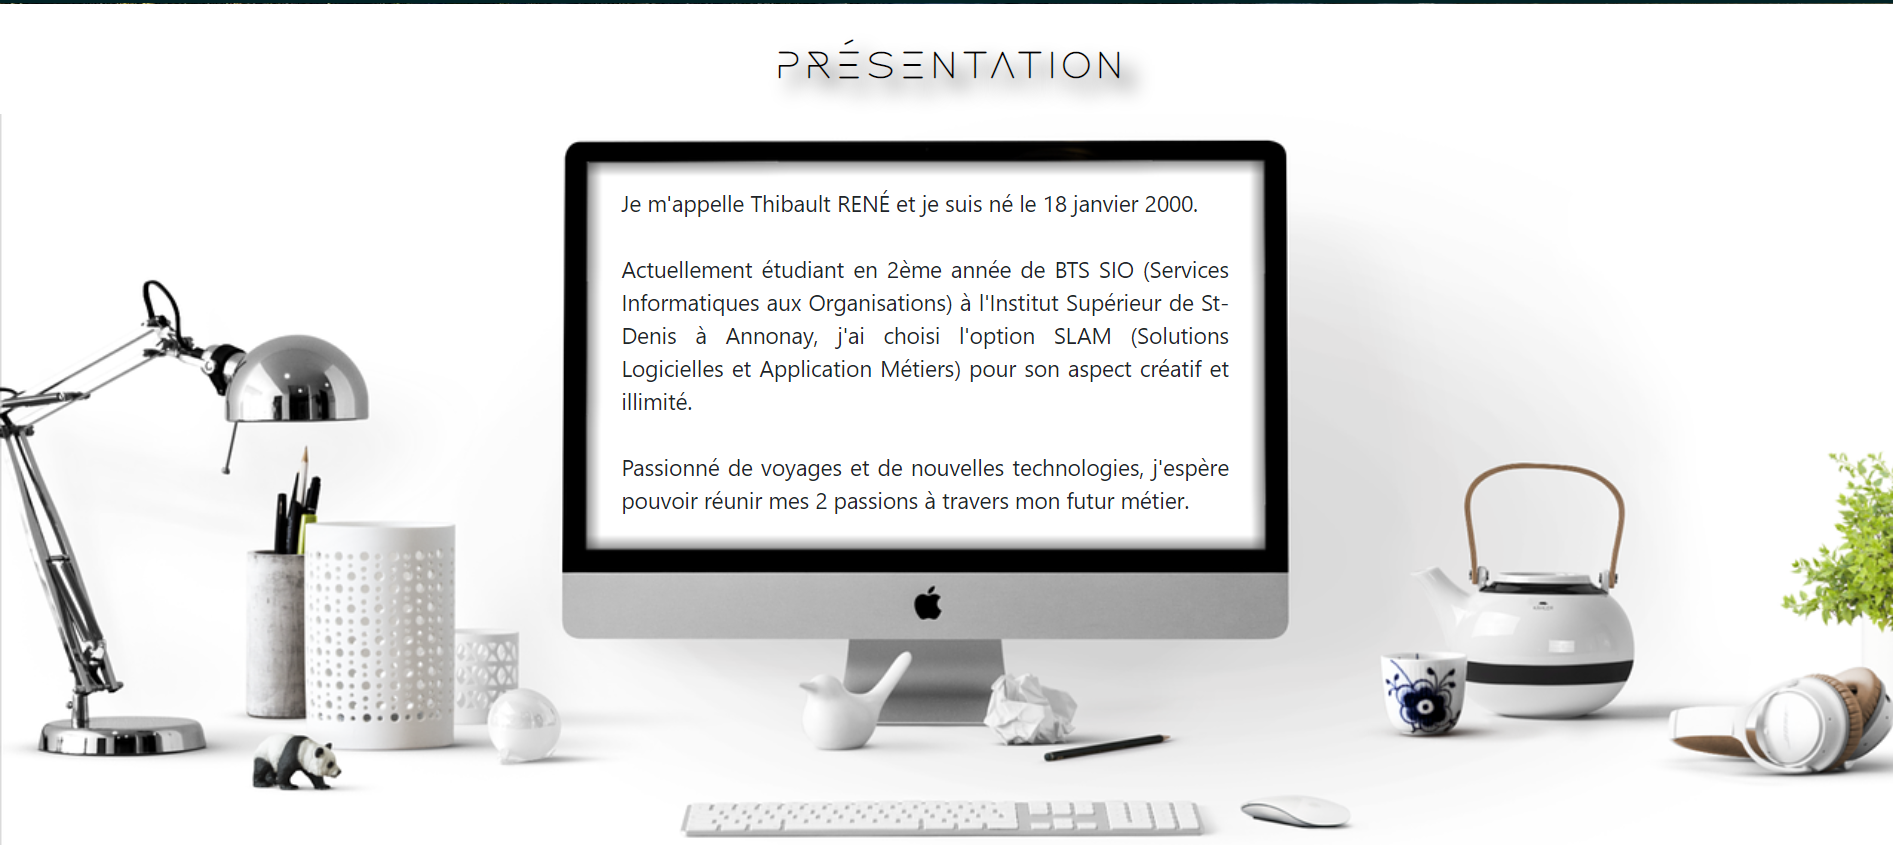 PRÉSENTATION
Je m'appelle Thibault RENÉ et je suis né le 18 janvier 2000.
Actuellement étudiant en 2ème année de BTS SIO (Services
Informatiques aux Organisations) à l'Institut Supérieur de St-
Denis à Annonay, j'ai choisi l'option SLAM (Solutions
Logicielles et Application Métiers) pour son aspect créatif et
illimité.
Passionné de voyages et de nouvelles technologies, j'espère
pouvoir réunir mes 2 passions à travers mon futur métier.